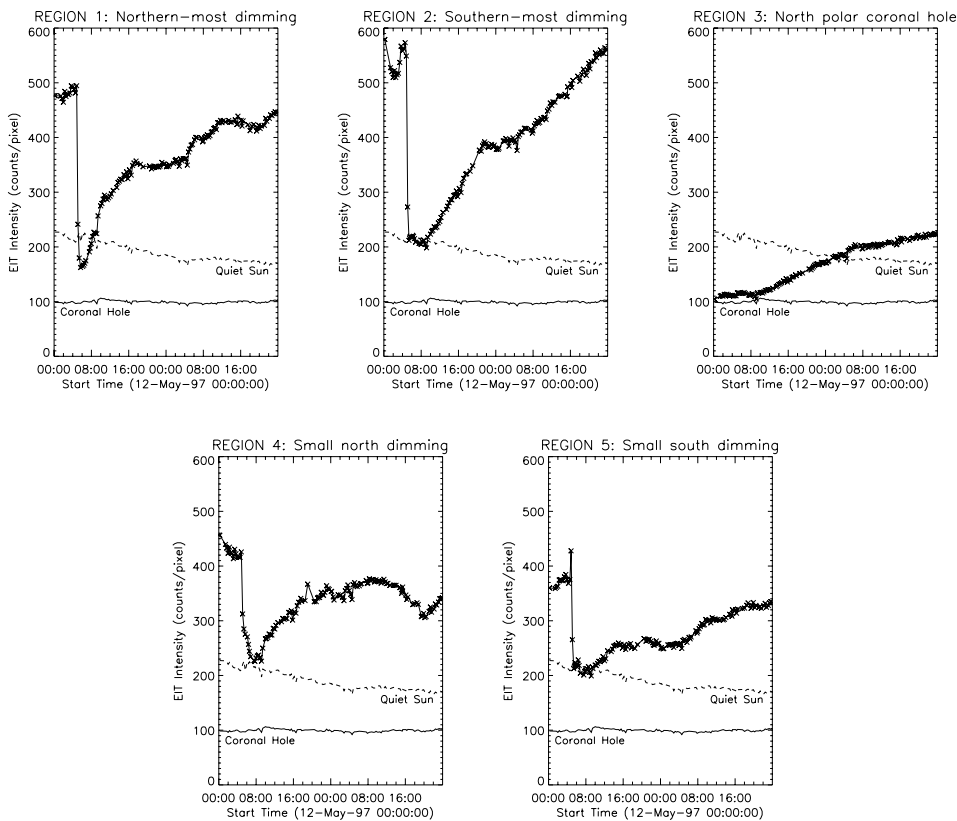 REGION 1: Northern-most dimming
600
500
400
300
200
100
0
EIT Intensity (counts/pixel)
Quiet Sun
Coronal Hole
00:00 08:00 16:00 00:00 08:00 16:00
Start Time (12-May-97 00:00:00)
REGION 2: Southern-most dimming
600
500
400
300
200
100
0
EIT Intensity (counts/pixel)
Quiet Sun
Coronal Hole
00:00 08:00 16:00 00:00 08:00 16:00
Start Time (12-May-97 00:00:00)
REGION 3: North polar coronal hole
600
500
400
300
200
100
0
EIT Intensity (counts/pixel)
Quiet Sun
Coronal Hole
00:00 08:00 16:00 00:00 08:00 16:00
Start Time (12-May-97 00:00:00)
REGION 4: Small north dimming
600
500
400
300
200
100
0
EIT Intensity (counts/pixel)
Quiet Sun
Coronal Hole
00:00 08:00 16:00 00:00 08:00 16:00
Start Time (12-May-97 00:00:00)
REGION 5: Small south dimming
600
500
400
300
200
100
0
EIT Intensity (counts/pixel)
Quiet Sun
Coronal Hole
00:00 08:00 16:00 00:00 08:00 16:00
Start Time (12-May-97 00:00:00)